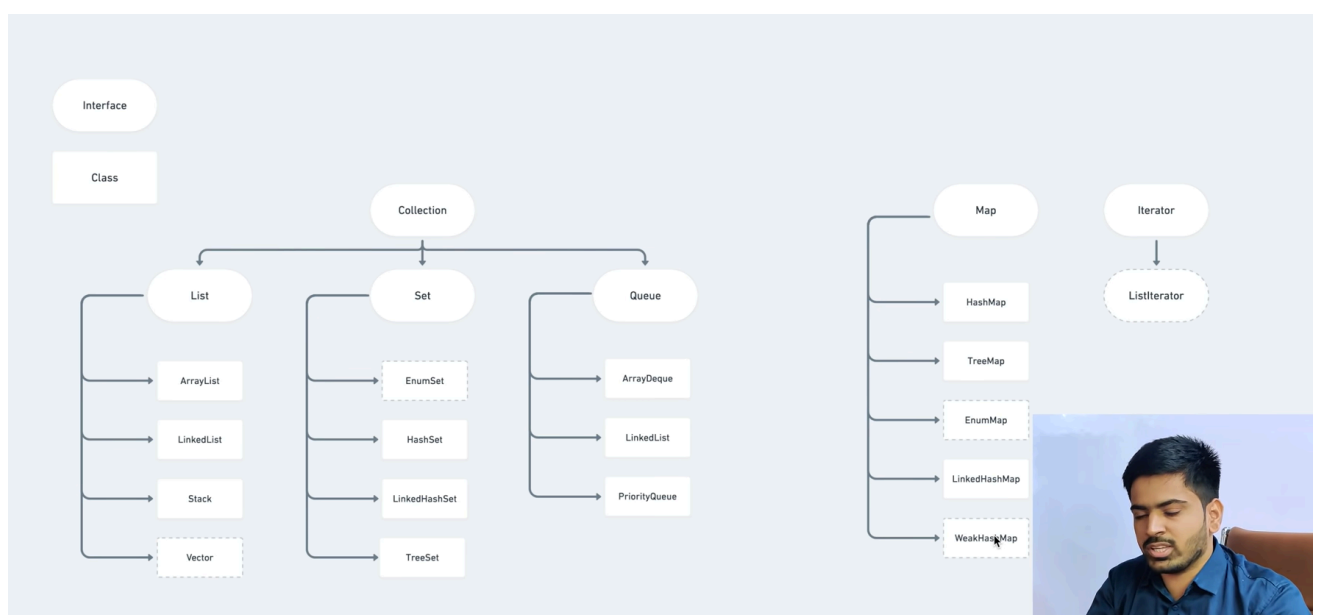 Interface
Class
Collection
Map
Iterator
List
Set
Queue
ListIterator
HashMap
TreeMap
EnumMap
LinkedHashMap
WeakHashMap
ArrayList
LinkedList
Stack
Vector
EnumSet
HashSet
LinkedHashSet
TreeSet
ArrayDeque
LinkedList
PriorityQueue